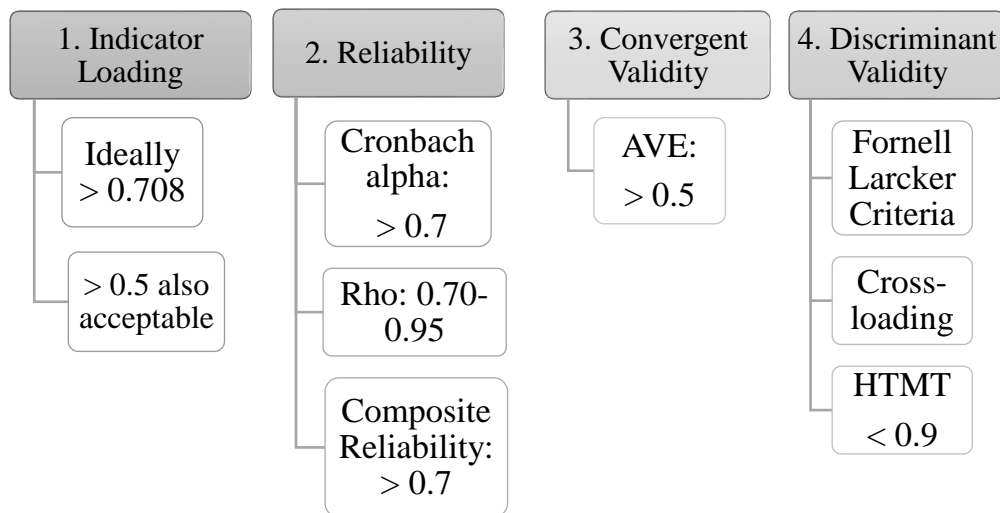 1. Indicator
Loading
Ideally
> 0.708
> 0.5 also
acceptable
2. Reliability
Cronbach
alpha:
> 0.7
Rho: 0.70-
0.95
Composite
Reliability:
> 0.7
3. Convergent
Validity
AVE:
> 0.5
4. Discriminant
Validity
Fornell
Larcker
Criteria
Cross-
loading
HTMT
< 0.9